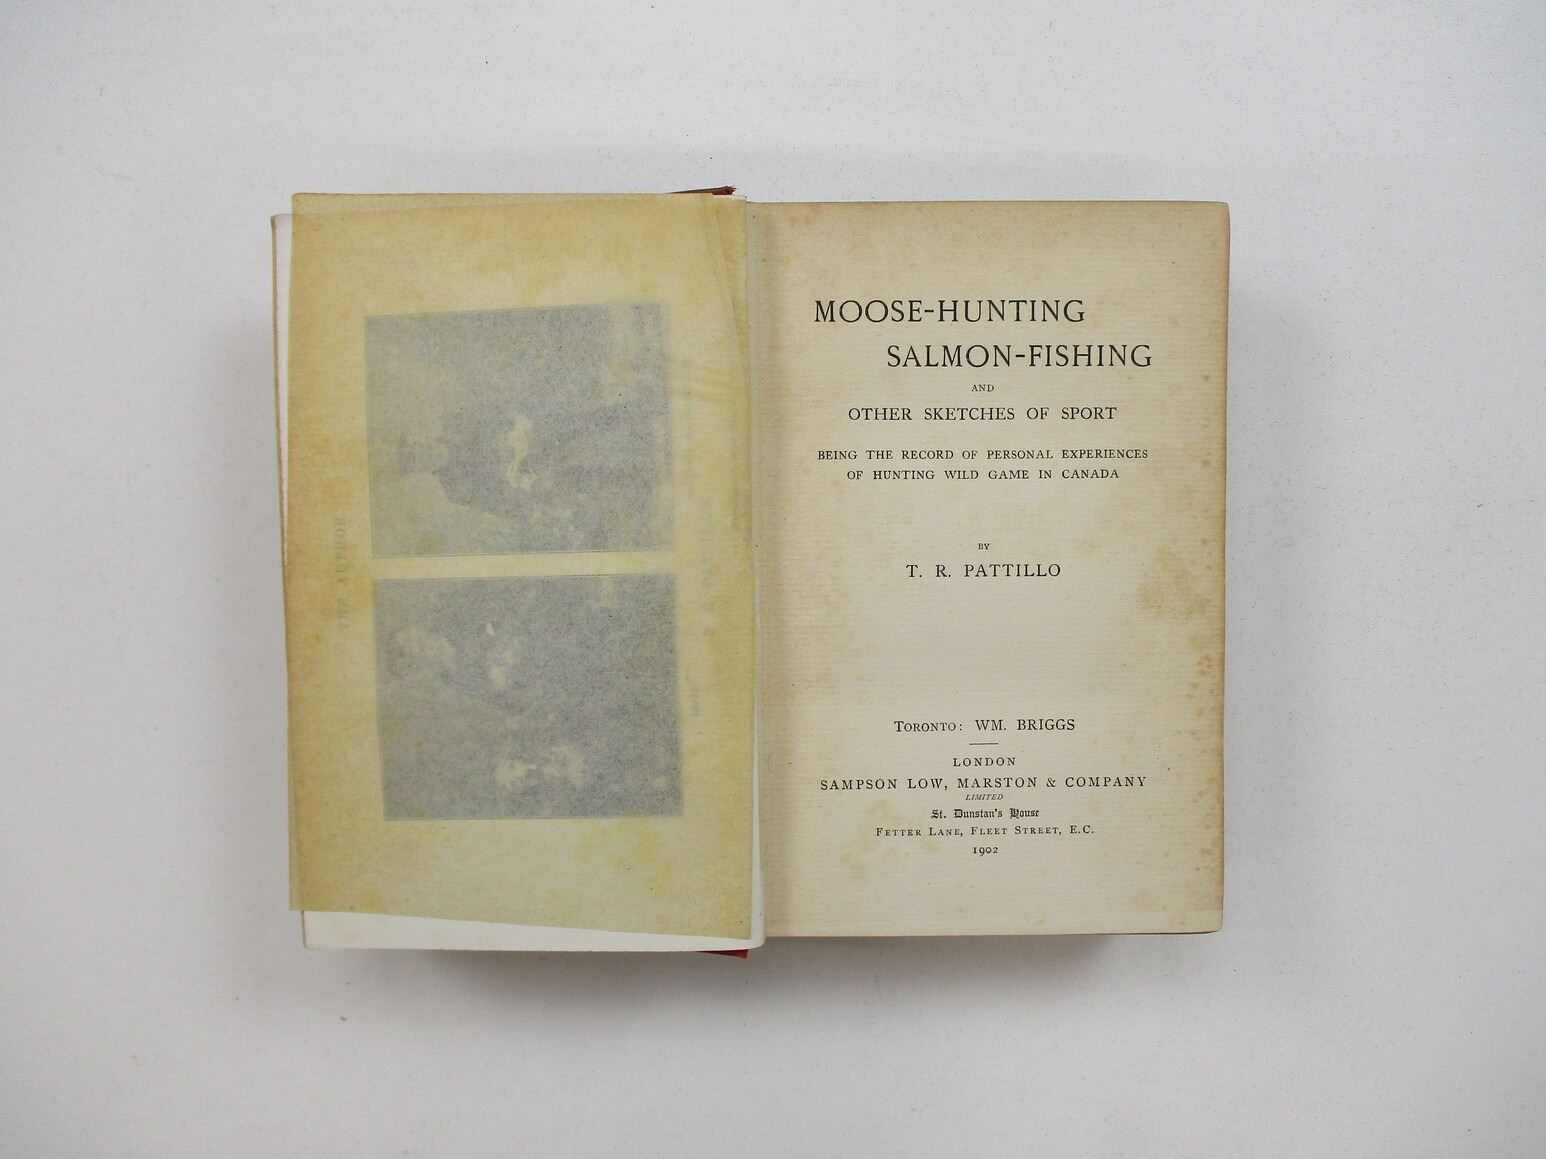 MOOSE-HUNTING
SALMON-FISHING
AND
OTHER SKETCHES OF SPORT
BEING THE RECORD OF PERSONAL EXPERIENCES
OF HUNTING WILD GAME IN CANADA
BY
T. R. PATTILLO
TORONTO: WM. BRIGGS
LONDON
SAMPSON LOW, MARSTON & COMPANY
LIMITED
St. Dunstan's House
FETTER LANE, FLEET STREET, E.C.
1902